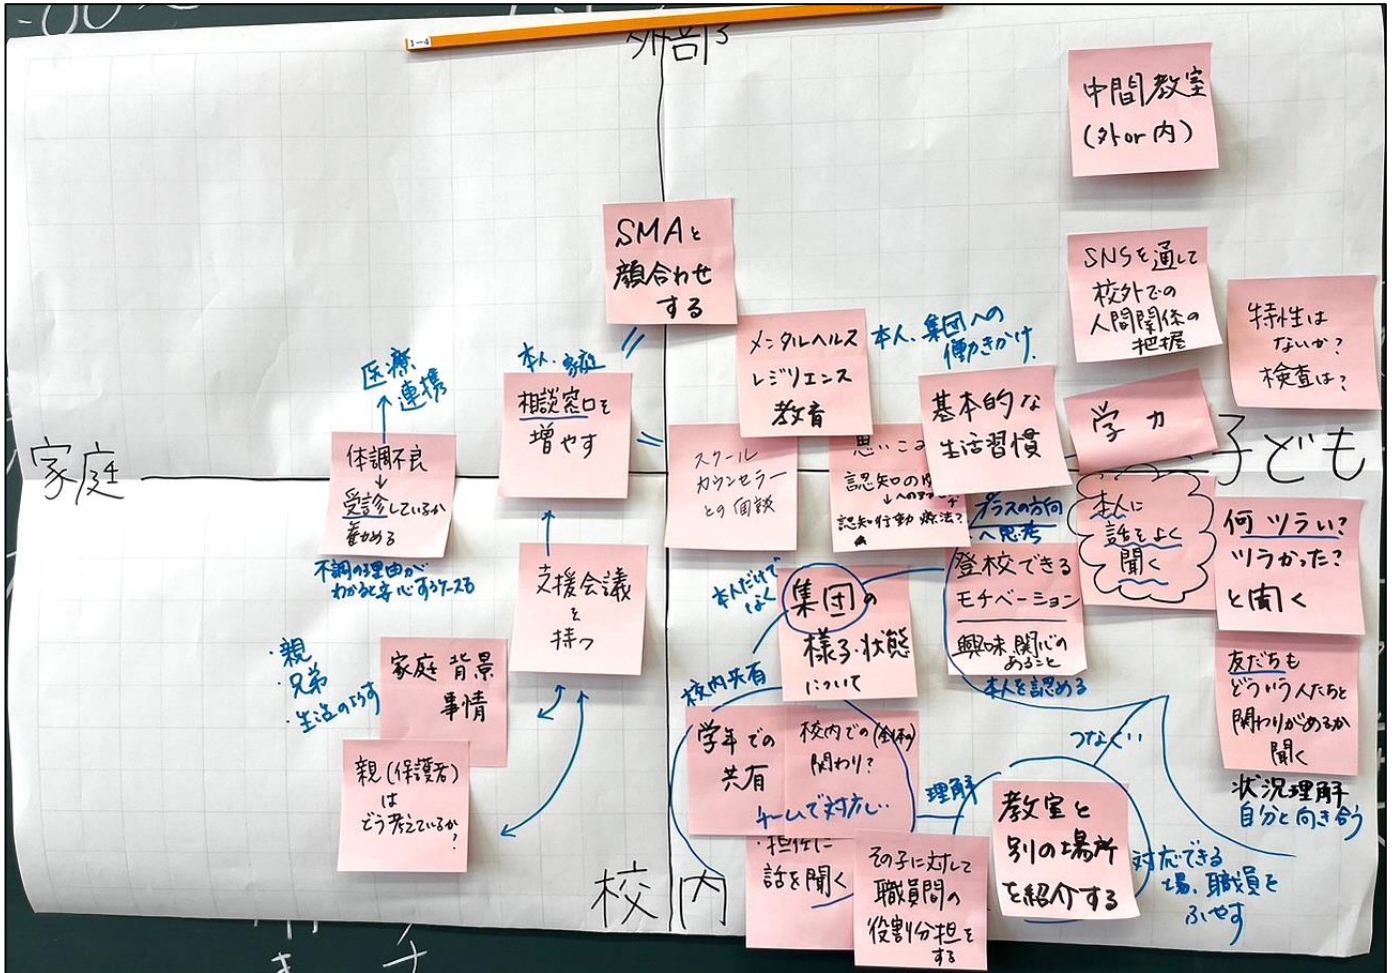 1-4
外部
中間教室
(外or内)
SMAと
顔合わせ
する
SNSを通して
校外での
人間関係の
把握
特性は
ないか?
検査は?
メンタルヘルス
レジリエンス
教育
本人、集団への
働きかけ
基本的な
生活習慣
学力
医療
連携
本人、家庭
相談窓口を
増やす
体調不良
↓
受診しているか
勧める
不調の理由が
わかると安心するケースも
スクール
カウンセラー
との面談
思いこ
認知の
認知行動療法?
プラスの方向
へ思考
家庭
子ども
本人に
話をよく
聞く
何ツラい?
ツラかった?
と聞く
支援会議
を
持つ
本人だけで
なく
集団の
様子・状態
について
登校できる
モチベーション
興味関心の
あること
本人を認める
友だちも
どういう人たちと
関わりがあるか
聞く
状況理解
自分と向き合う
・親
・兄弟
・生活のようす
家庭背景
事情
親(保護者)
は
どう考えているか?
校内共有
学年での
共有
校内での(全体の)
関わり?
チームで対応
理解
つなぐ
教室と
別の場所
を紹介する
対応できる
場、職員を
ふやす
・担任に
話を聞く
その子に対して
職員間の
役割分担を
する
校内